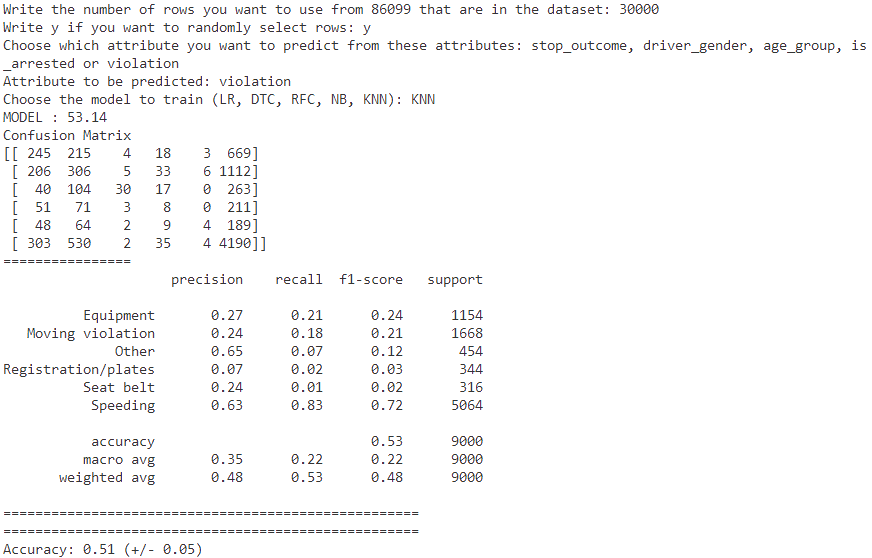 Write the number of rows you want to use from 86099 that are in the dataset: 30000
Write y if you want to randomly select rows: y
Choose which attribute you want to predict from these attributes: stop_outcome, driver_gender, age_group, is
_arrested or violation
Attribute to be predicted: violation
Choose the model to train (LR, DTC, RFC, NB, KNN): KNN
MODEL : 53.14
Confusion Matrix
[[ 245 215 4 18 3 669]
[ 206 306 5 33 6 1112]
[ 40 104 30 17 0 263]
[ 51 71 3 8 0 211]
[ 48 64 2 9 4 189]
[ 303 530 2 35 4 4190]]
================
precision recall f1-score support
Equipment 0.27 0.21 0.24 1154
Moving violation 0.24 0.18 0.21 1668
Other 0.65 0.07 0.12 454
Registration/plates 0.07 0.02 0.03 344
Seat belt 0.24 0.01 0.02 316
Speeding 0.63 0.83 0.72 5064
accuracy 0.53 9000
macro avg 0.35 0.22 0.22 9000
weighted avg 0.48 0.53 0.48 9000
====================================================
====================================================
Accuracy: 0.51 (+/- 0.05)